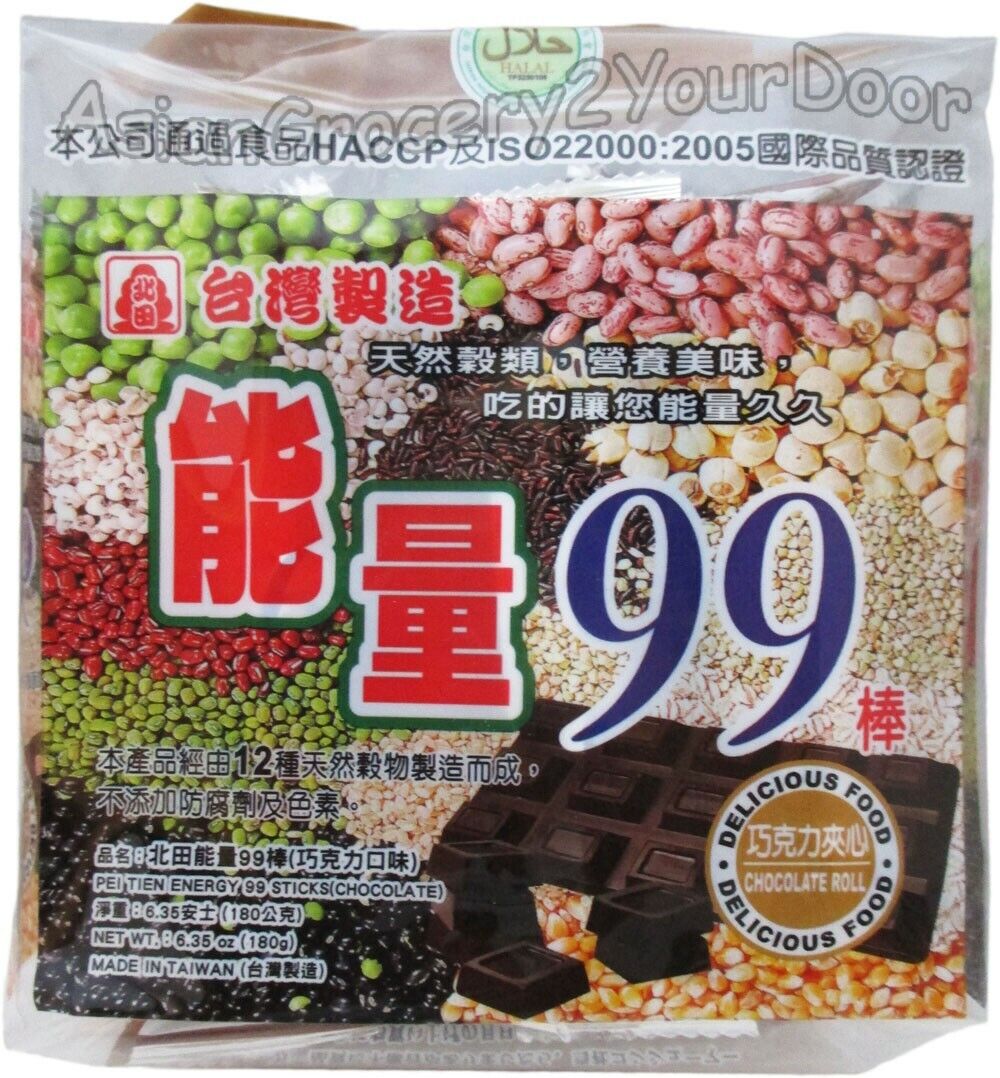 حلال
HALAL
AsianGrocery2YourDoor
本公司通過食品HACCP及ISO22000:2005國際品質認證
北田
台灣製造
天然穀類，營養美味，
吃的讓您能量久久
能量99棒
本產品經由12種天然穀物製造而成，
不添加防腐劑及色素。
品名:北田能量99棒(巧克力口味)
PEI TIEN ENERGY 99 STICKS(CHOCOLATE)
淨重:6.35安士(180公克)
NET WT.:6.35 oz (180g)
MADE IN TAIWAN (台灣製造)
DELICIOUS FOOD
巧克力夾心
CHOCOLATE ROLL
DELICIOUS FOOD